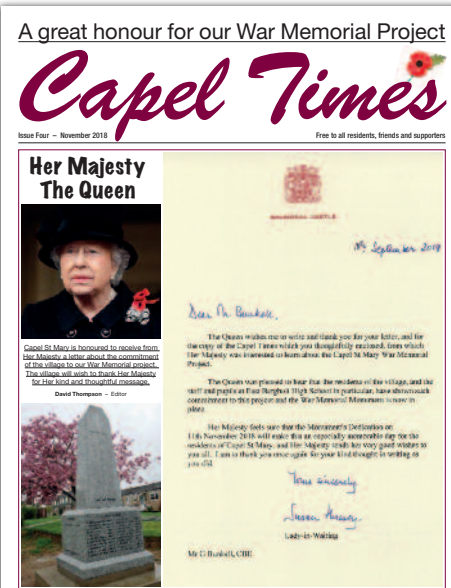 A great honour for our War Memorial Project
Capel Times
Issue Four – November 2018
Free to all residents, friends and supporters
Her Majesty
The Queen
Capel St Mary is honoured to receive from
Her Majesty a letter about the commitment
of the village to our War Memorial project.
The village will wish to thank Her Majesty
for Her kind and thoughtful message.
David Thompson – Editor
BALMORAL CASTLE
September 2018
Dear Mr. Bunkell,
The Queen wishes me to write and thank you for your letter, and for
the copy of the Capel Times which you thoughtfully enclosed, from which
Her Majesty was interested to learn about the Capel St Mary War Memorial
Project.
The Queen was pleased to hear that the residents of the village, and the
staff and pupils at East Bergholt High School in particular, have shown such
commitment to this project and the War Memorial Monument is now in
place.
Her Majesty feels sure that the Monument's Dedication on
11th November 2018 will make this an especially memorable day for the
residents of Capel St Mary, and Her Majesty sends her very good wishes to
you all. I am to thank you once again for your kind thought in writing as
you did.
Yours sincerely
Susan Hussey
Lady-in-Waiting
Mr G Bunkell, CBE